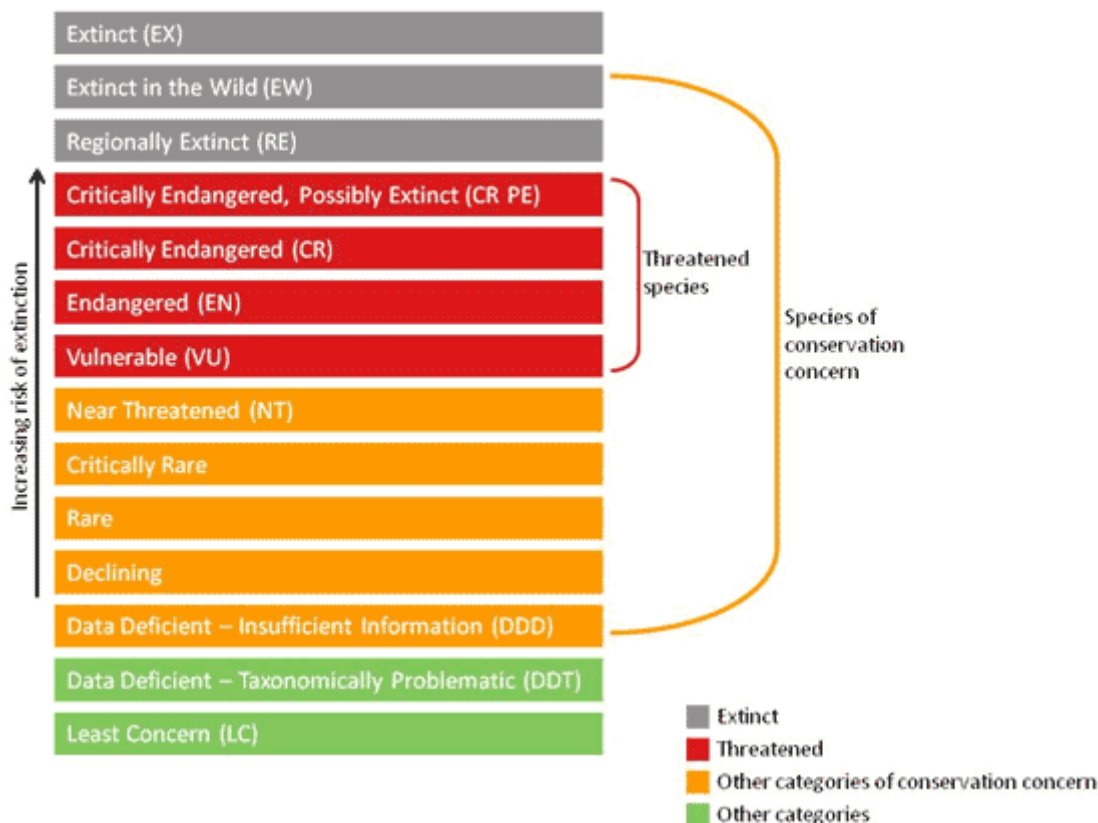 Extinct (EX)
Extinct in the Wild (EW)
Regionally Extinct (RE)
Critically Endangered, Possibly Extinct (CR PE)
Critically Endangered (CR)
Endangered (EN)
Vulnerable (VU)
Near Threatened (NT)
Critically Rare
Rare
Declining
Data Deficient – Insufficient Information (DDD)
Data Deficient – Taxonomically Problematic (DDT)
Least Concern (LC)
Increasing risk of extinction
Threatened
species
Species of
conservation
concern
Extinct
Threatened
Other categories of conservation concern
Other categories